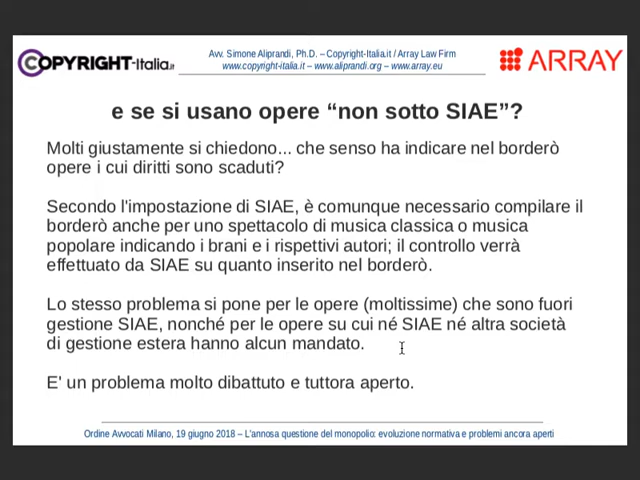 COPYRIGHT-Italia.it
Avv. Simone Aliprandi, Ph.D. – Copyright-Italia.it / Array Law Firm
www.copyright-italia.it – www.aliprandi.org – www.array.eu
ARRAY
e se si usano opere “non sotto SIAE”?
Molti giustamente si chiedono... che senso ha indicare nel borderò
opere i cui diritti sono scaduti?
Secondo l'impostazione di SIAE, è comunque necessario compilare il
borderò anche per uno spettacolo di musica classica o musica
popolare indicando i brani e i rispettivi autori; il controllo verrà
effettuato da SIAE su quanto inserito nel borderò.
Lo stesso problema si pone per le opere (moltissime) che sono fuori
gestione SIAE, nonché per le opere su cui né SIAE né altra società
di gestione estera hanno alcun mandato.
E' un problema molto dibattuto e tuttora aperto.
Ordine Avvocati Milano, 19 giugno 2018 – L'annosa questione del monopolio: evoluzione normativa e problemi ancora aperti